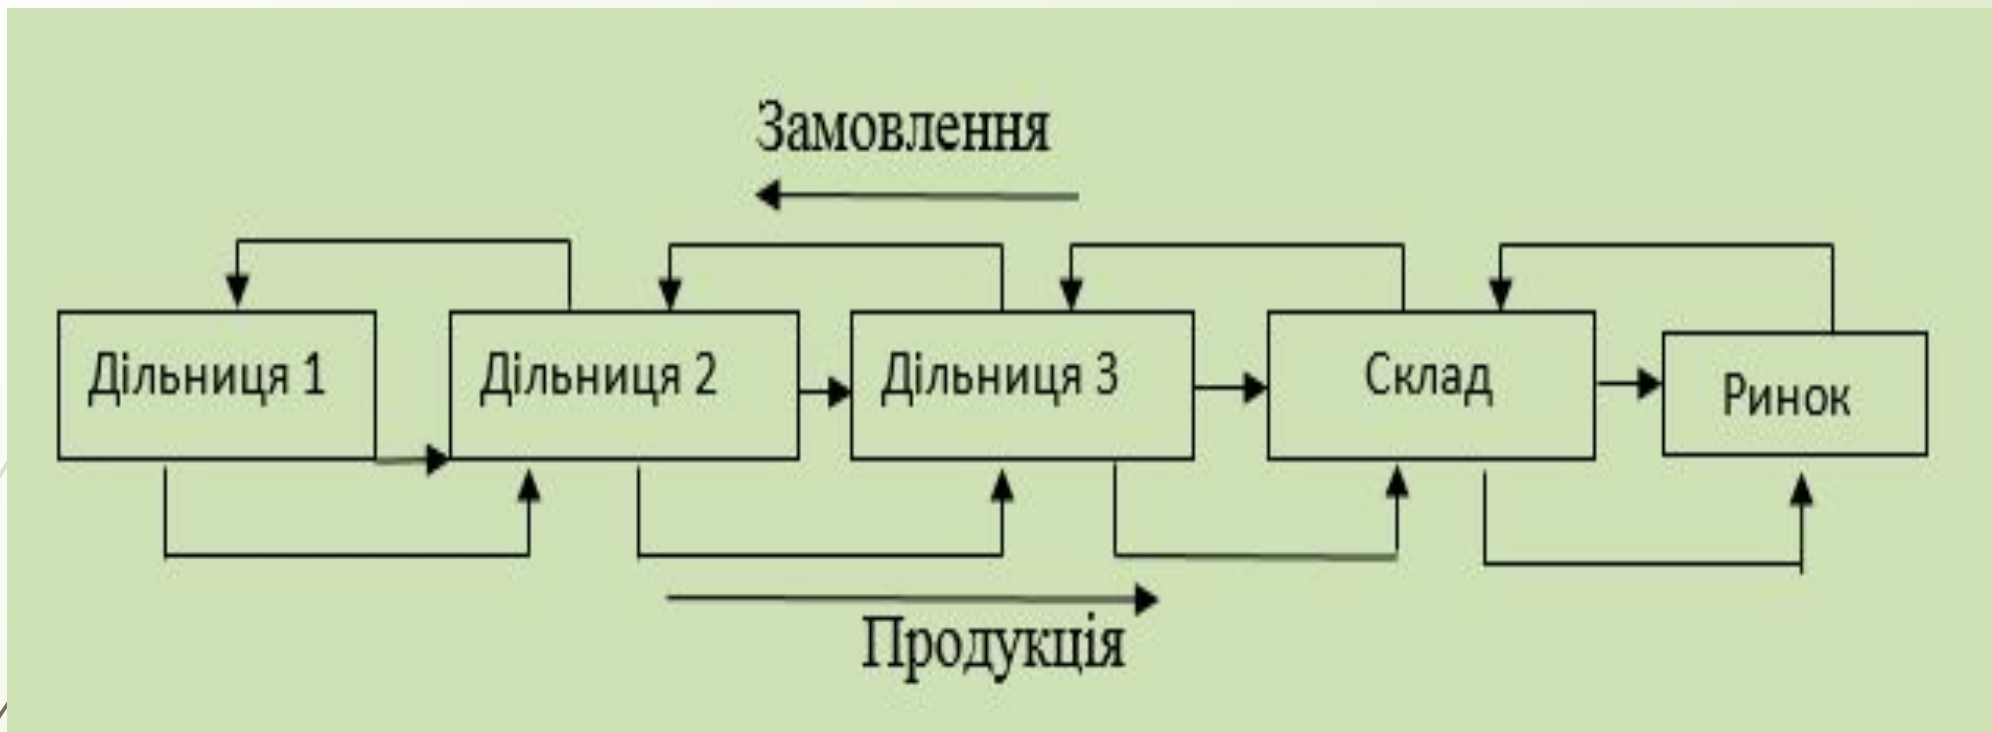 Замовлення
Дільниця 1
Дільниця 2
Дільниця 3
Склад
Ринок
Продукція